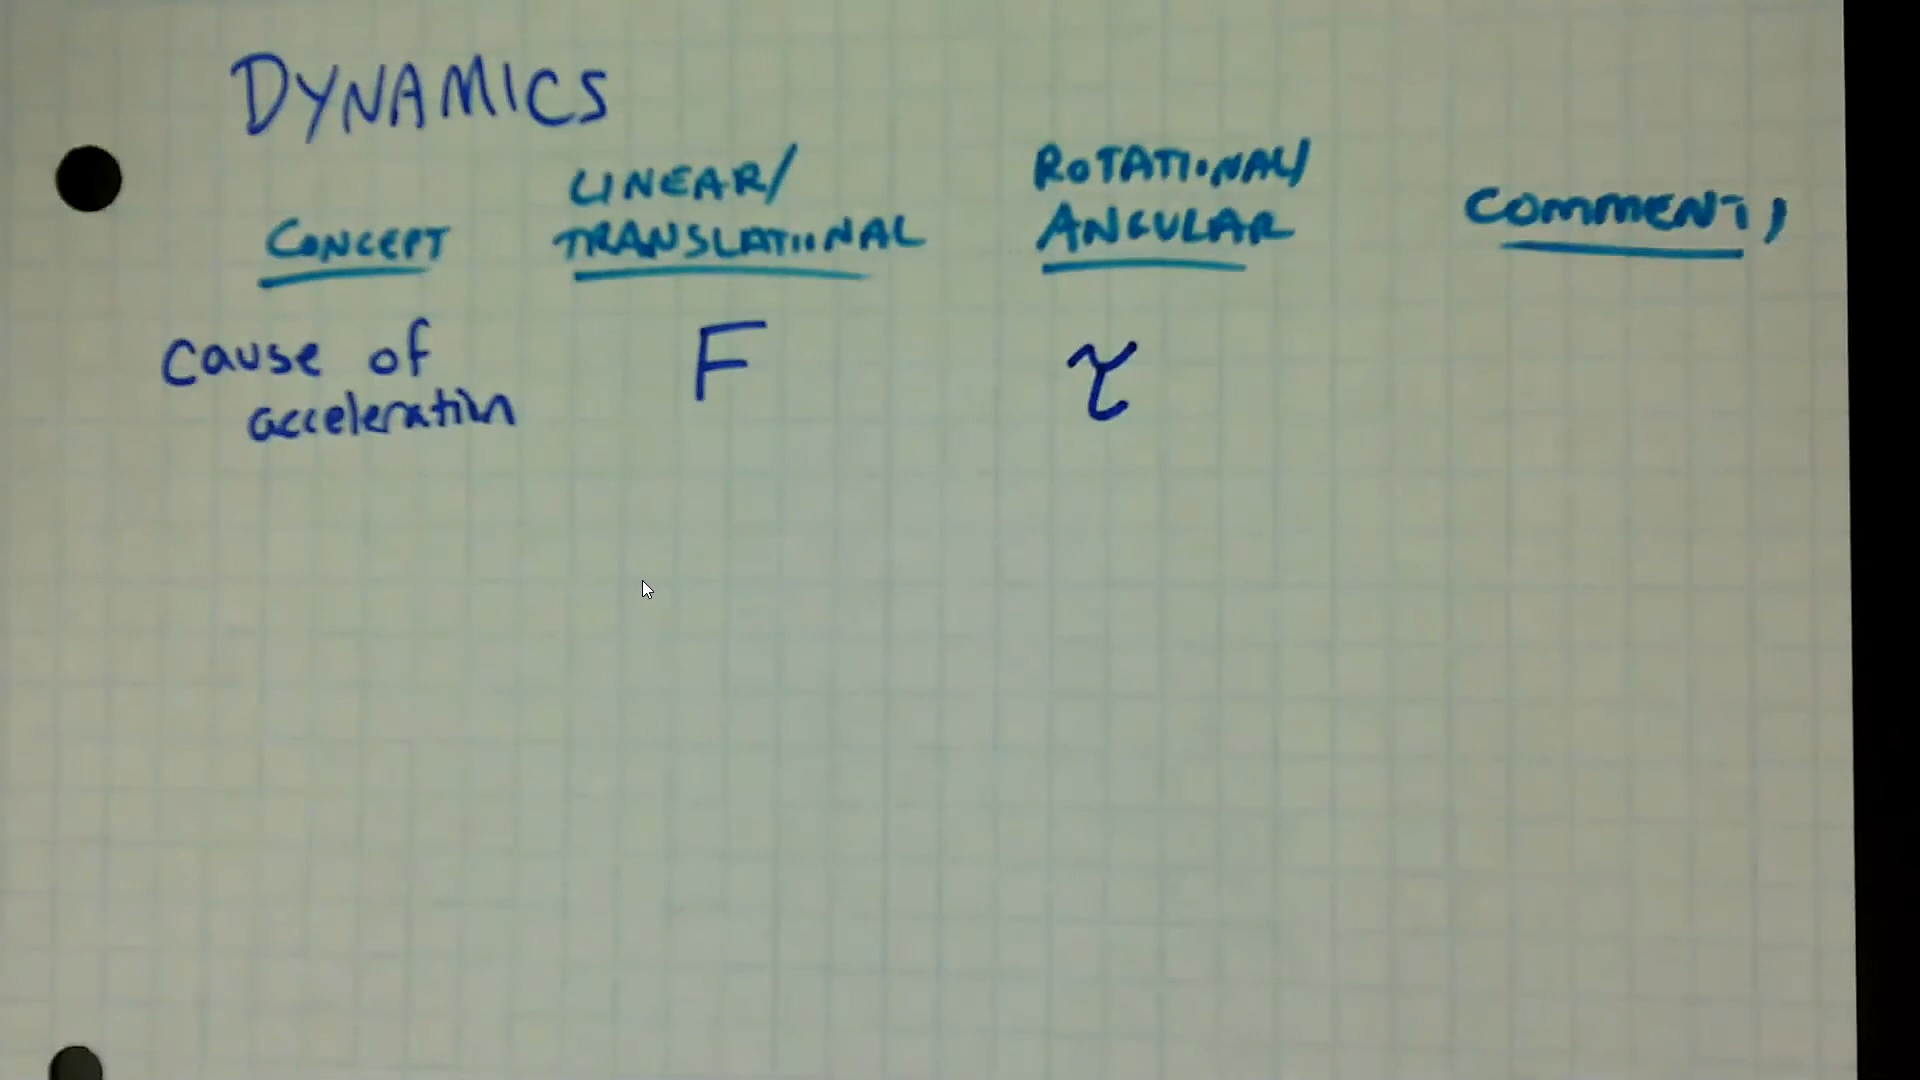 DYNAMICS
CONCEPT LINEAR/TRANSLATIONAL ROTATIONAL/ANGULAR COMMENTS
Cause of acceleration F τ